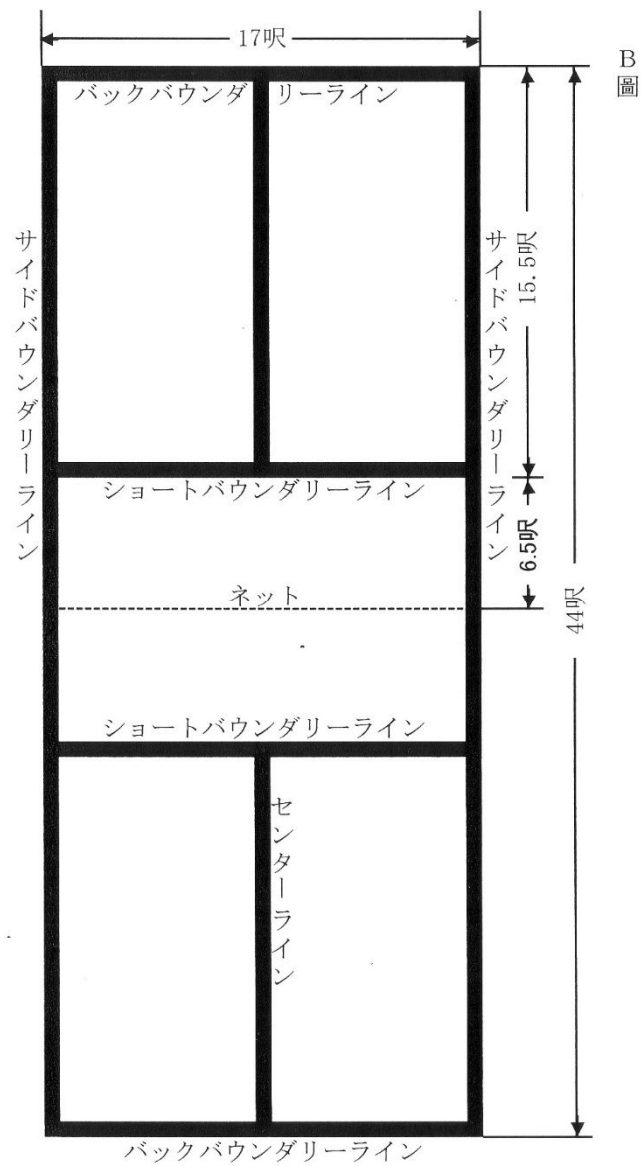 17呎
B
圖
バックバウンダリーライン
サイドバウンダリーライン
サイドバウンダリーライン
15.5呎
ショートバウンダリーライン
6.5呎
ネット
44呎
ショートバウンダリーライン
センターライン
バックバウンダリーライン